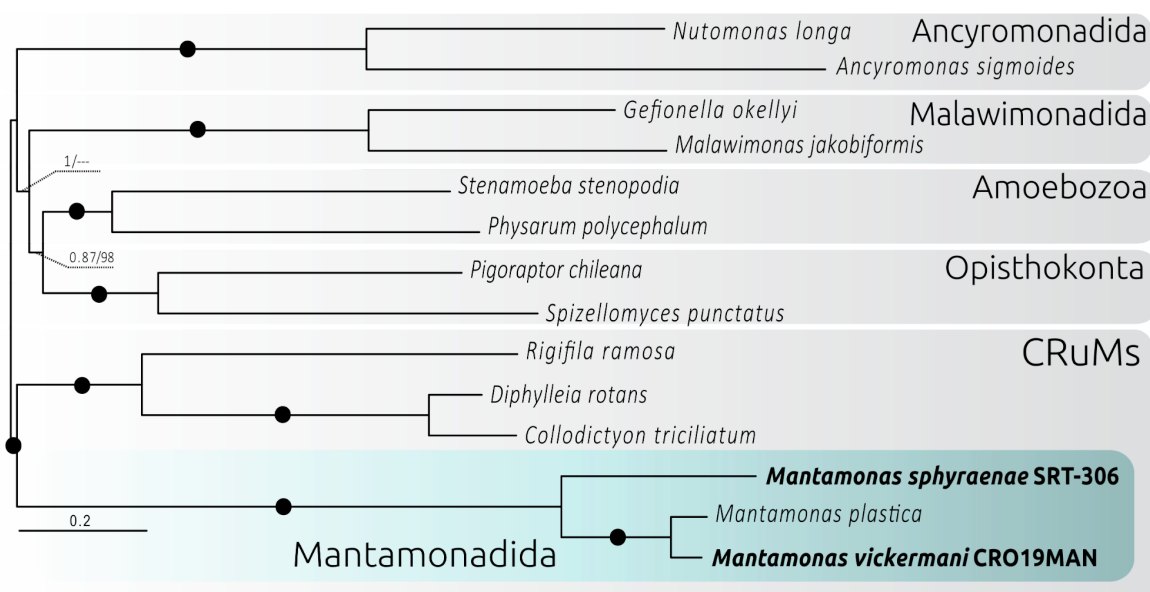 Nutomonas longa
Ancyromonadida
Ancyromonas sigmoides
Gefionella okellyi
Malawimonadida
Malawimonas jakobiformis
1/---
Stenamoeba stenopodia
Amoebozoa
Physarum polycephalum
0.87/98
Pigoraptor chileana
Opisthokonta
Spizellomyces punctatus
Rigifila ramosa
CRuMs
Diphylleia rotans
Collodictyon triciliatum
Mantamonas sphyraenae SRT-306
Mantamonas plastica
0.2
Mantamonadida
Mantamonas vickermani CRO19MAN